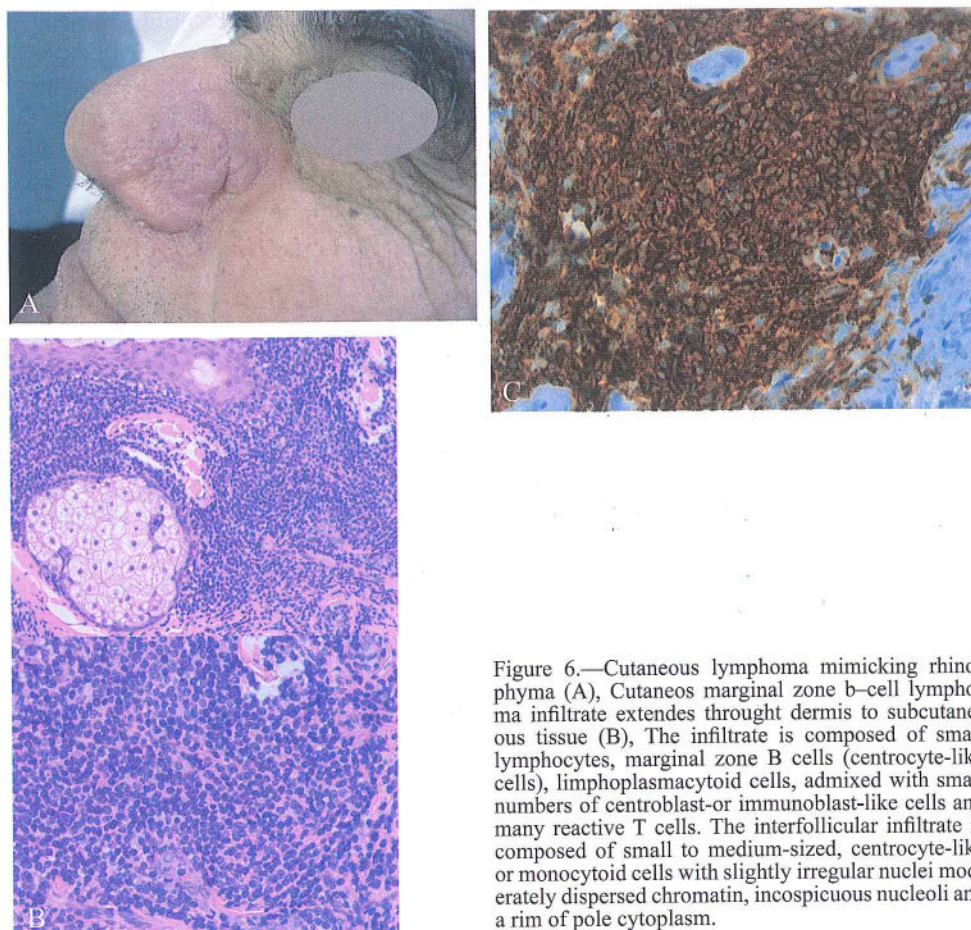 A
C
B
Figure 6.—Cutaneous lymphoma mimicking rhino
phyma (A), Cutaneos marginal zone b–cell lympho
ma infiltrate extendes throught dermis to subcutane
ous tissue (B), The infiltrate is composed of smal
lymphocytes, marginal zone B cells (centrocyte-lik
cells), limphoplasmacytoid cells, admixed with smal
numbers of centroblast-or immunoblast-like cells an
many reactive T cells. The interfollicular infiltrate
composed of small to medium-sized, centrocyte-lik
or monocytoid cells with slightly irregular nuclei mod
erately dispersed chromatin, incospicuous nucleoli an
a rim of pole cytoplasm.